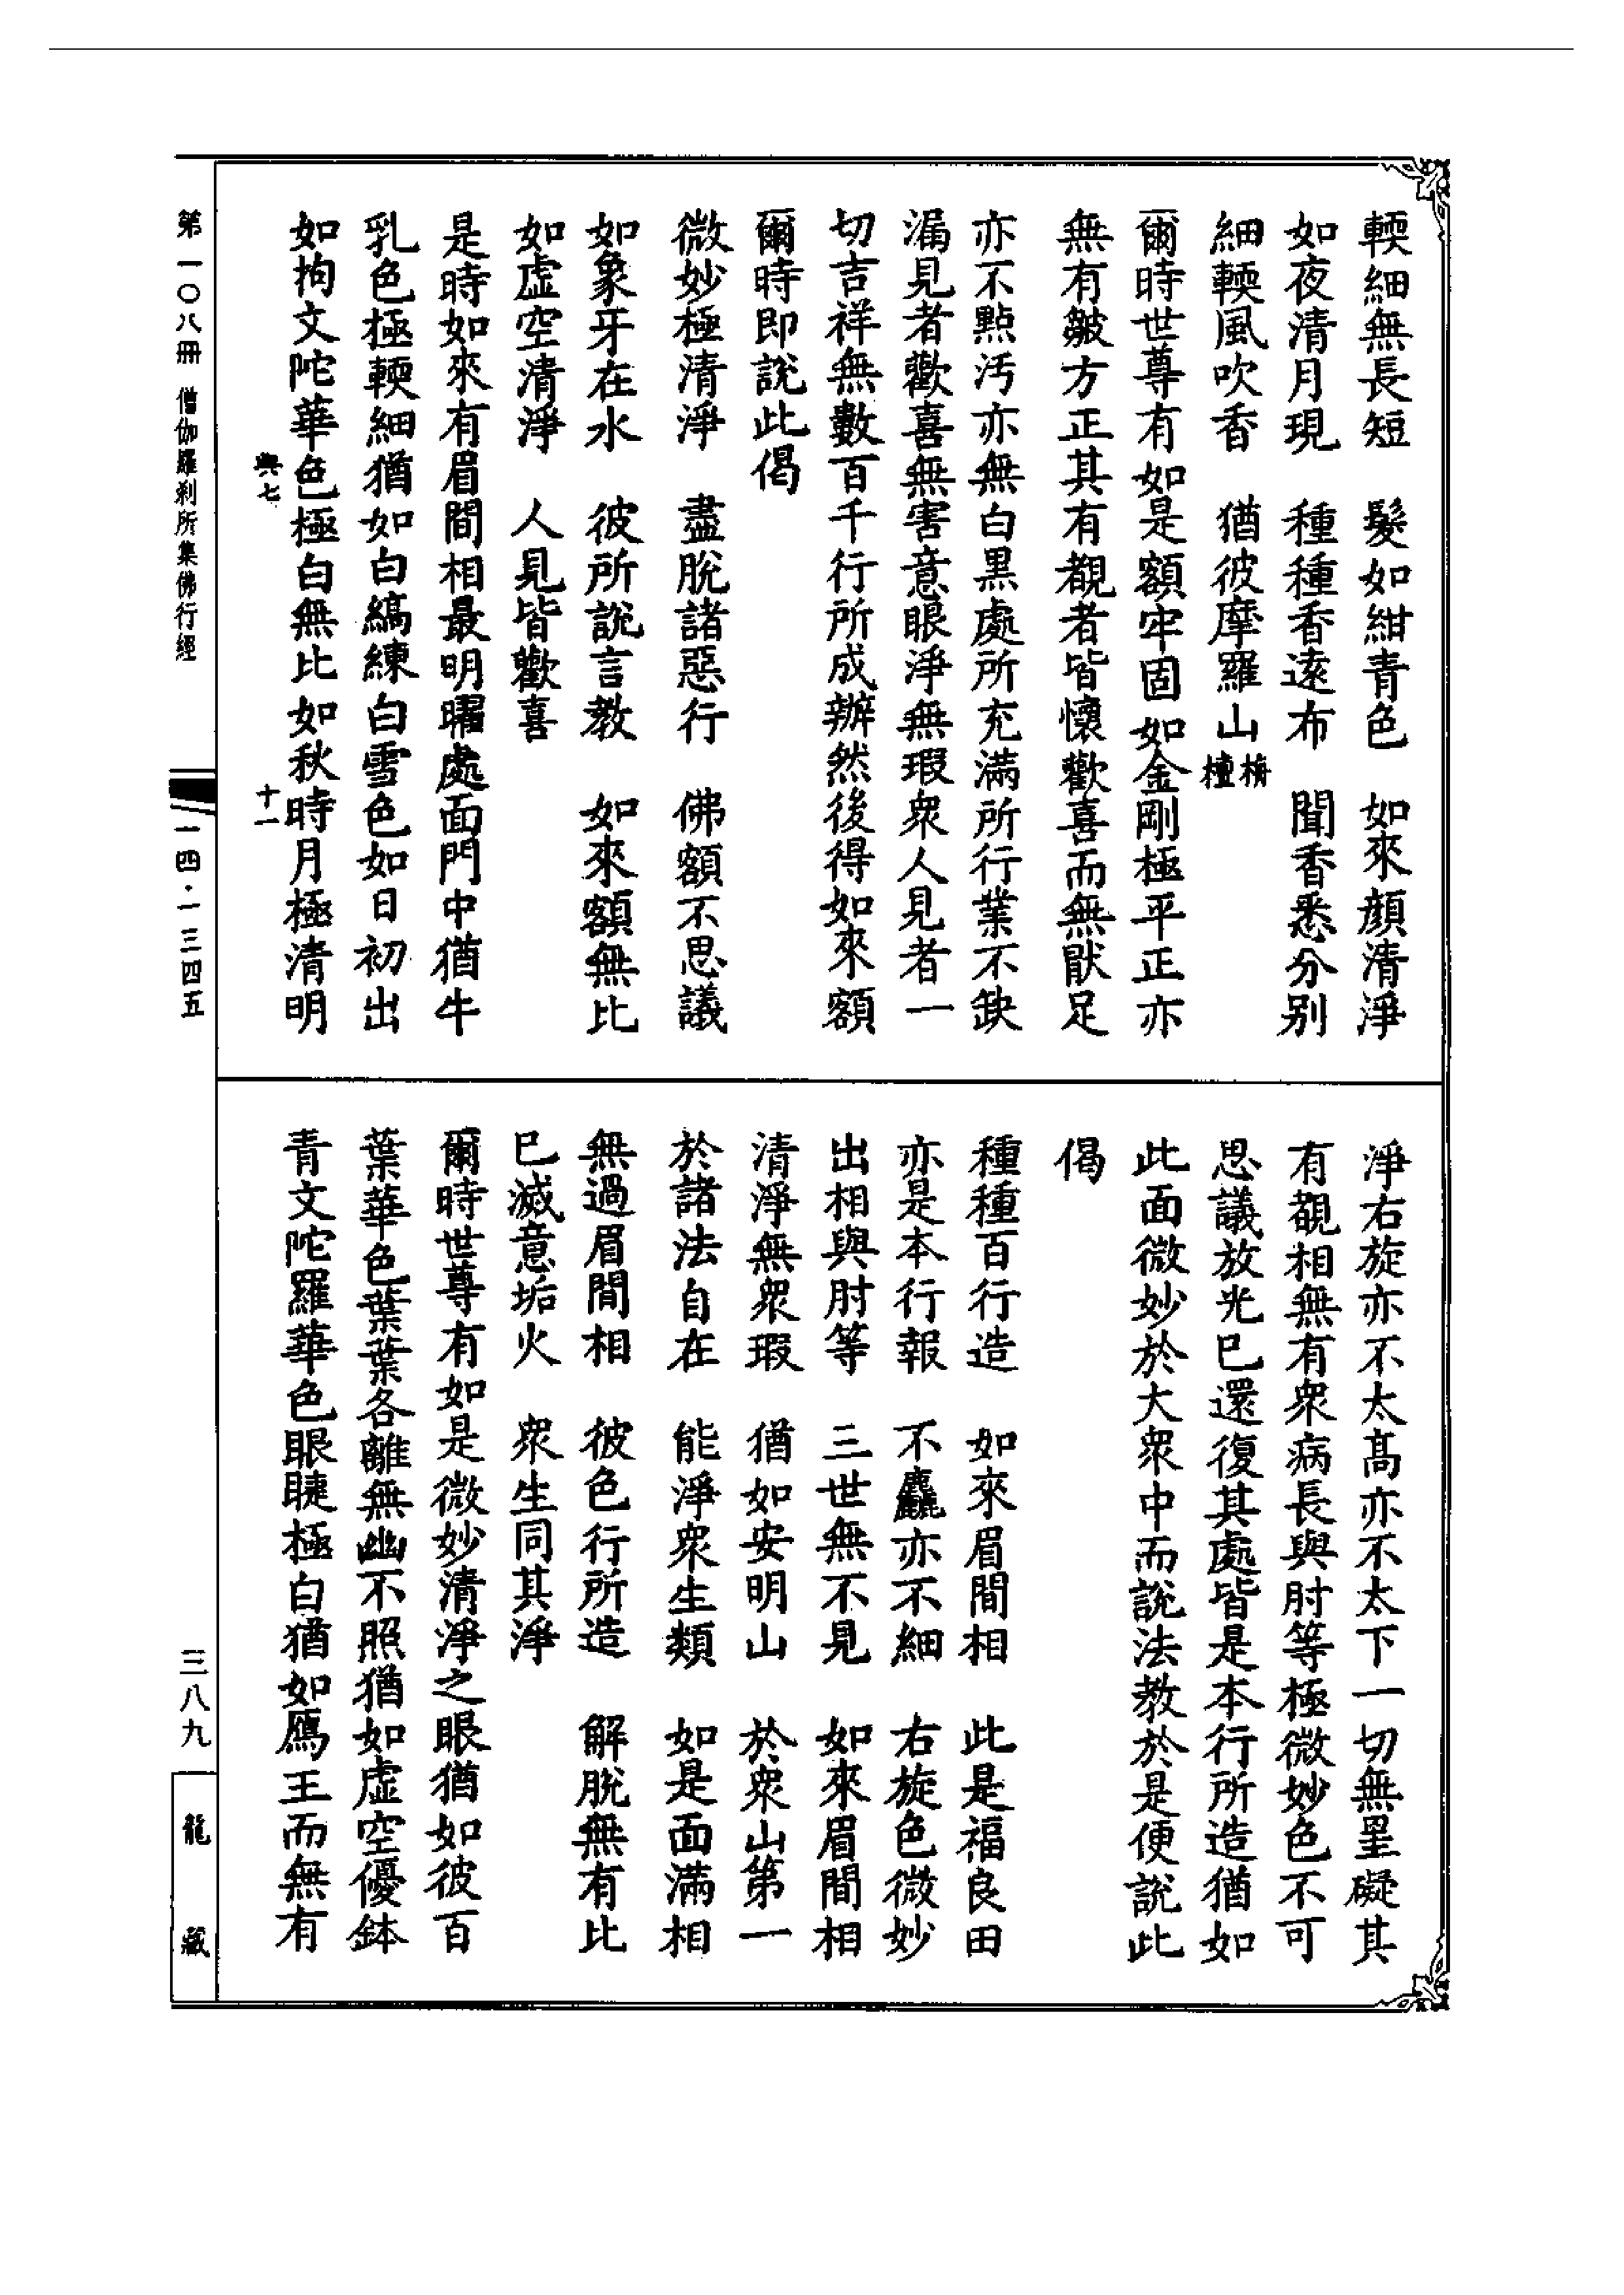 輭細無長短　髮如紺青色　如來顏清淨
如夜清月現　種種香遠布　聞香悉分别
細輭風吹香　猶彼摩羅山栴檀
爾時世尊有如是額牢固如金剛極平正亦
無有皺方正其有覩者皆懷歡喜而無猒足
亦不點汚亦無白黒處所充滿所行業不缺
漏見者歡喜無害意眼淨無瑕衆人見者一
切吉祥無數百千行所成辦然後得如來額
爾時即說此偈
微妙極清淨　盡脫諸惡行　佛額不思議
如象牙在水　彼所說言教　如來額無比
如虛空清淨　人見皆歡喜
是時如來有眉間相最明曜處面門中猶牛
乳色極輭細猶如白縞練白雪色如日初出
如拘文陀華色極白無比如秋時月極清明
淨右旋亦不太髙亦不太下一切無罣礙其
有覩相無有衆病長與肘等極微妙色不可
思議放光已還復其處皆是本行所造猶如
此面微妙於大衆中而說法教於是便說此
偈
種種百行造　如來眉間相　此是福良田
亦是本行報　不麤亦不細　右旋色微妙
出相與肘等　三世無不見　如來眉間相
清淨無衆瑕　猶如安明山　於衆山第一
於諸法自在　能淨衆生類　如是面滿相
無過眉間相　彼色行所造　解脫無有比
已滅意垢火　衆生同其淨
爾時世尊有如是微妙清淨之眼猶如彼百
葉華色葉葉各離無幽不照猶如虛空優鉢
青文陀羅華色眼睫極白猶如鴈王而無有
第一〇八冊　僧伽羅刹所集佛行經
興七　十一
一四·一三四五
三八九
龍藏